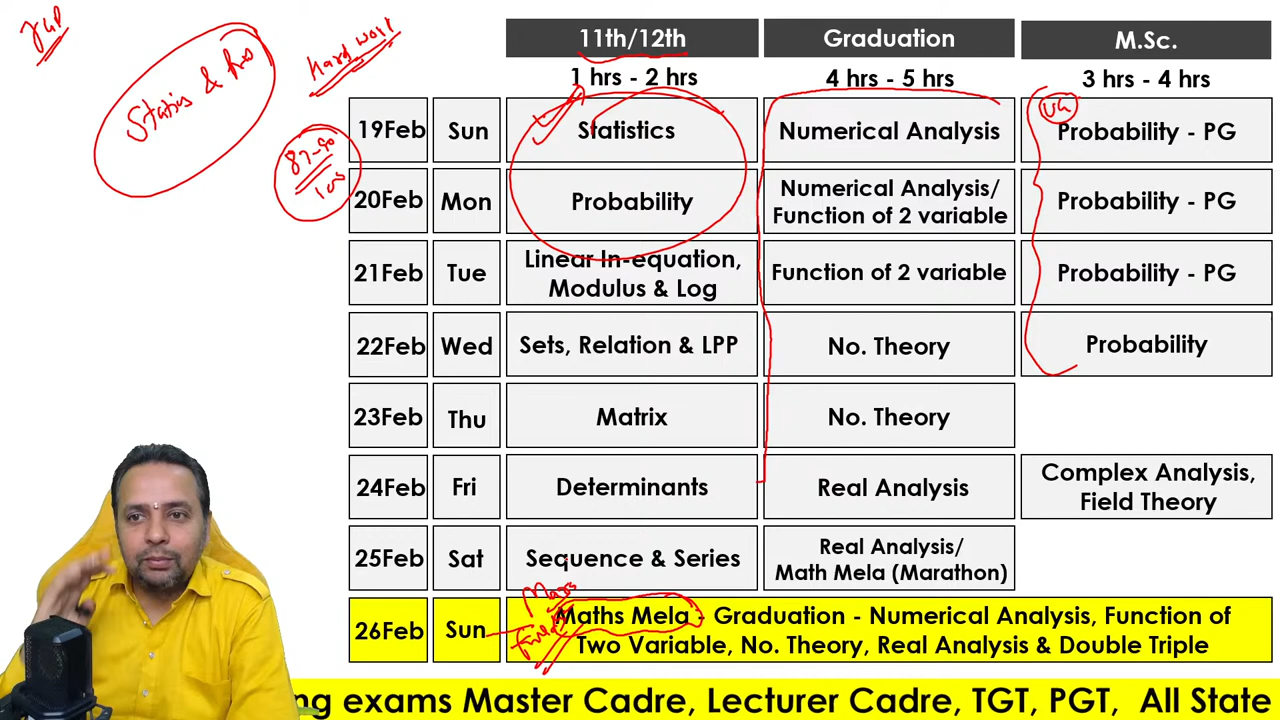 11th/12th Graduation M.Sc.
1 hrs - 2 hrs 4 hrs - 5 hrs 3 hrs - 4 hrs
19Feb Sun Statistics Numerical Analysis Probability - PG
UG
20Feb Mon Probability Numerical Analysis/
Function of 2 variable Probability - PG
21Feb Tue Linear In-equation,
Modulus & Log Function of 2 variable Probability - PG
22Feb Wed Sets, Relation & LPP No. Theory Probability
23Feb Thu Matrix No. Theory
24Feb Fri Determinants Real Analysis Complex Analysis,
Field Theory
25Feb Sat Sequence & Series Real Analysis/
Math Mela (Marathon)
26Feb Sun Maths Mela - Graduation - Numerical Analysis, Function of
Two Variable, No. Theory, Real Analysis & Double Triple
Hard work
87-90
100
ng exams Master Cadre, Lecturer Cadre, TGT, PGT, All State